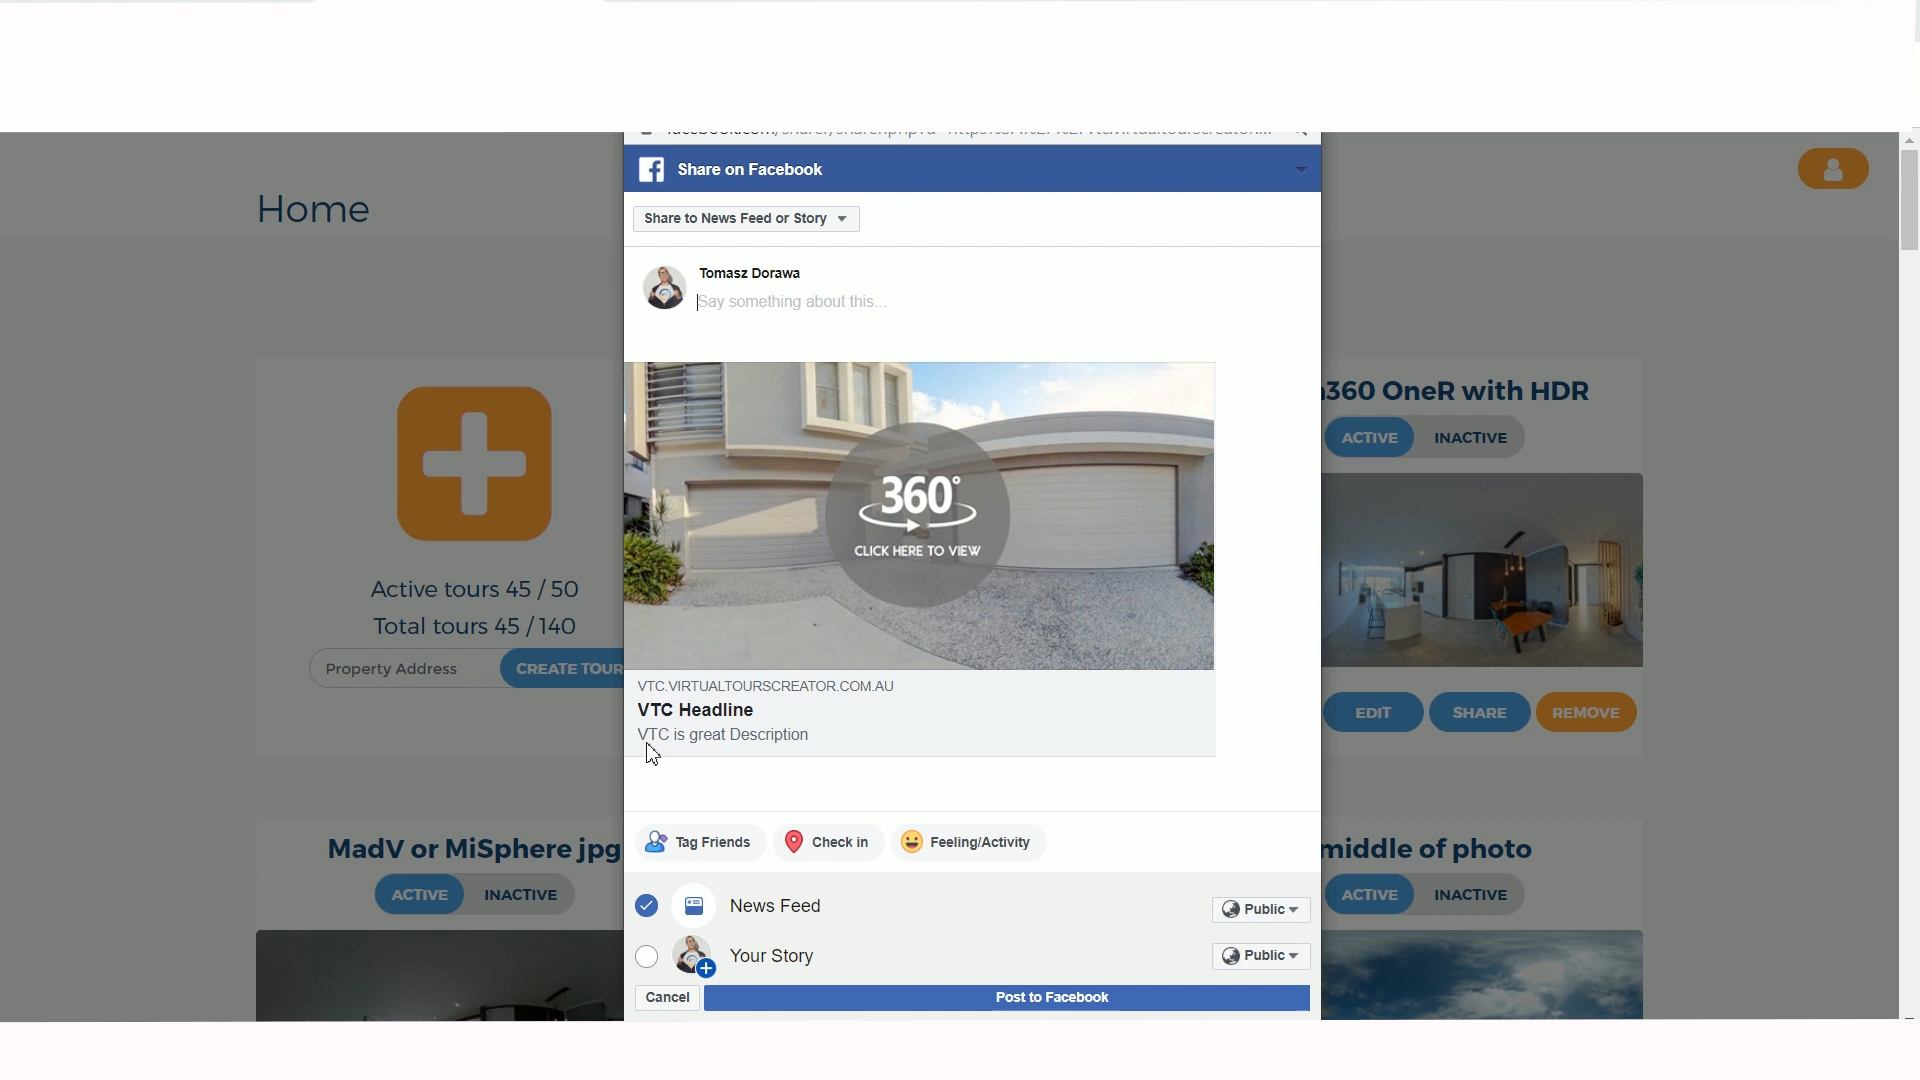 Share on Facebook
Home
Share to News Feed or Story
Tomasz Dorawa
Say something about this...
360°
CLICK HERE TO VIEW
VTC.VIRTUALTOURSCREATOR.COM.AU
VTC Headline
VTC is great Description
Active tours 45 / 50
Total tours 45 / 140
Property Address
CREATE TOUR
a360 OneR with HDR
ACTIVE INACTIVE
EDIT SHARE REMOVE
Tag Friends
Check in
Feeling/Activity
News Feed
Public
Your Story
Public
Cancel
Post to Facebook
MadV or MiSphere jpg
ACTIVE INACTIVE
middle of photo
ACTIVE INACTIVE